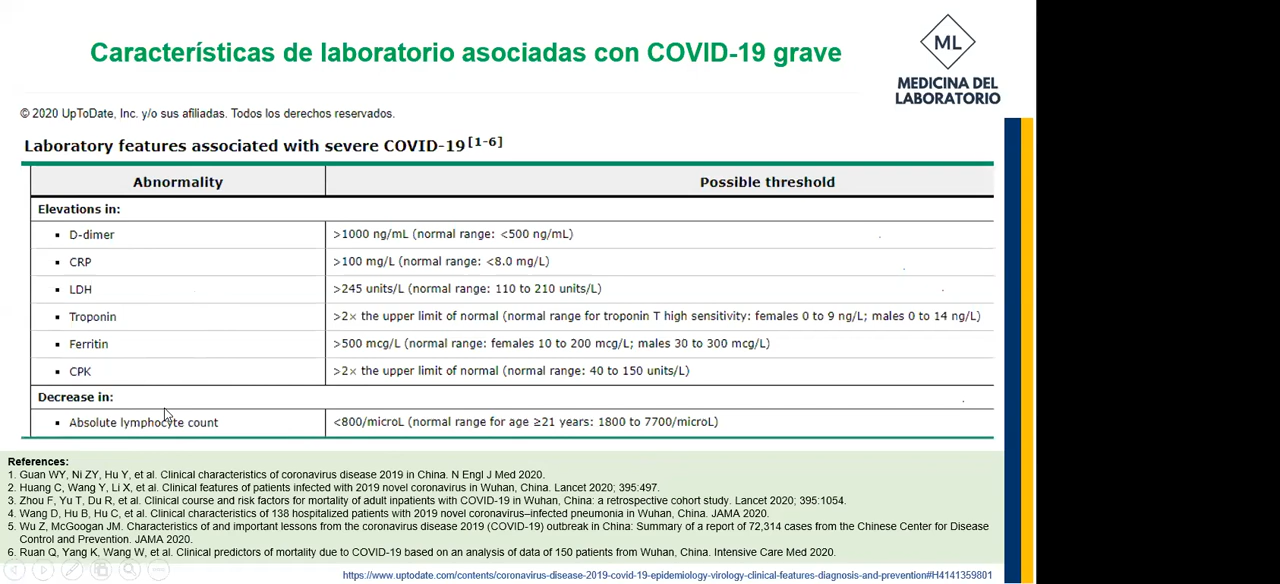 Características de laboratorio asociadas con COVID-19 grave
ML
MEDICINA DEL
LABORATORIO
© 2020 UpToDate, Inc. y/o sus afiliadas. Todos los derechos reservados.
Laboratory features associated with severe COVID-19[1-6]
Abnormality Possible threshold
Elevations in:
▪ D-dimer >1000 ng/mL (normal range: <500 ng/mL)
▪ CRP >100 mg/L (normal range: <8.0 mg/L)
▪ LDH >245 units/L (normal range: 110 to 210 units/L)
▪ Troponin >2× the upper limit of normal (normal range for troponin T high sensitivity: females 0 to 9 ng/L; males 0 to 14 ng/L)
▪ Ferritin >500 mcg/L (normal range: females 10 to 200 mcg/L; males 30 to 300 mcg/L)
▪ CPK >2× the upper limit of normal (normal range: 40 to 150 units/L)
Decrease in:
▪ Absolute lymphocyte count <800/microL (normal range for age ≥21 years: 1800 to 7700/microL)
References:
1. Guan WY, Ni ZY, Hu Y, et al. Clinical characteristics of coronavirus disease 2019 in China. N Engl J Med 2020.
2. Huang C, Wang Y, Li X, et al. Clinical features of patients infected with 2019 novel coronavirus in Wuhan, China. Lancet 2020; 395:497.
3. Zhou F, Yu T, Du R, et al. Clinical course and risk factors for mortality of adult inpatients with COVID-19 in Wuhan, China: a retrospective cohort study. Lancet 2020; 395:1054.
4. Wang D, Hu B, Hu C, et al. Clinical characteristics of 138 hospitalized patients with 2019 novel coronavirus–infected pneumonia in Wuhan, China. JAMA 2020.
5. Wu Z, McGoogan JM. Characteristics of and important lessons from the coronavirus disease 2019 (COVID-19) outbreak in China: Summary of a report of 72,314 cases from the Chinese Center for Disease
Control and Prevention. JAMA 2020.
6. Ruan Q, Yang K, Wang W, et al. Clinical predictors of mortality due to COVID-19 based on an analysis of data of 150 patients from Wuhan, China. Intensive Care Med 2020.
https://www.uptodate.com/contents/coronavirus-disease-2019-covid-19-epidemiology-virology-clinical-features-diagnosis-and-prevention#H4141359801